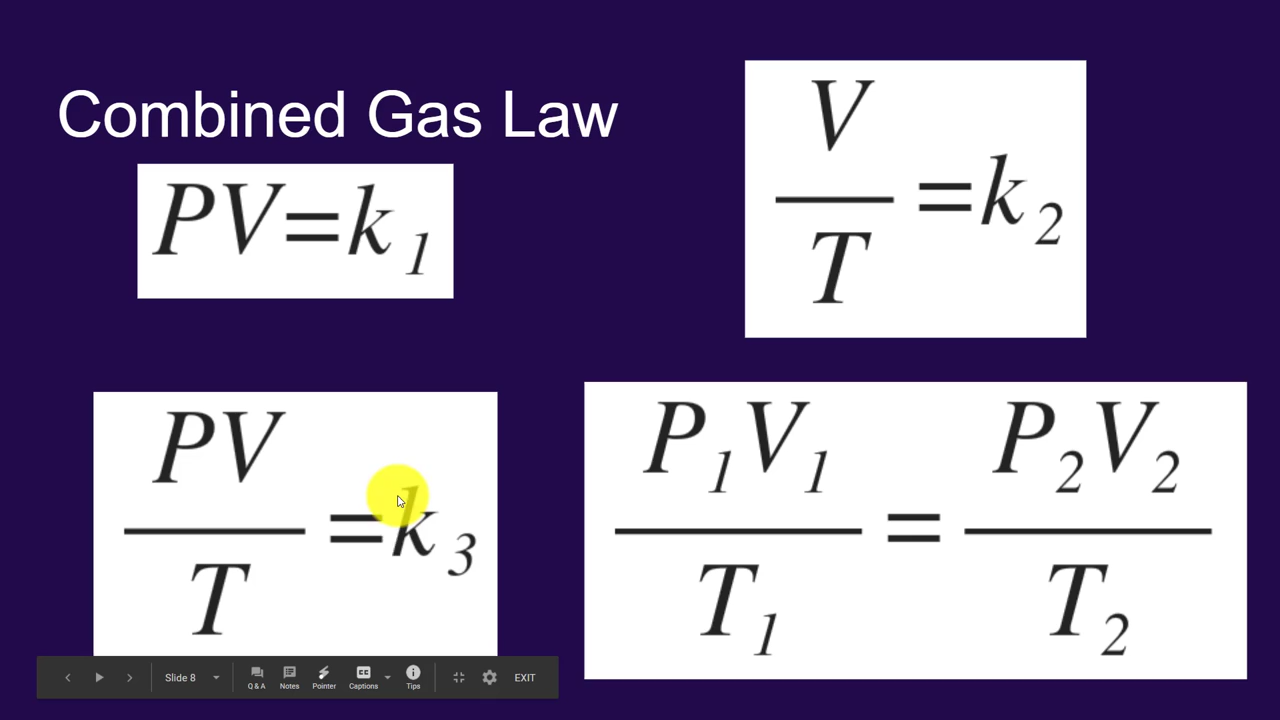 Combined Gas Law
PV=k₁
V/T=k₂
PV/T=k₃
P₁V₁/T₁=P₂V₂/T₂
Slide 8
Q & A
Notes
Pointer
CC
Captions
Tips
EXIT